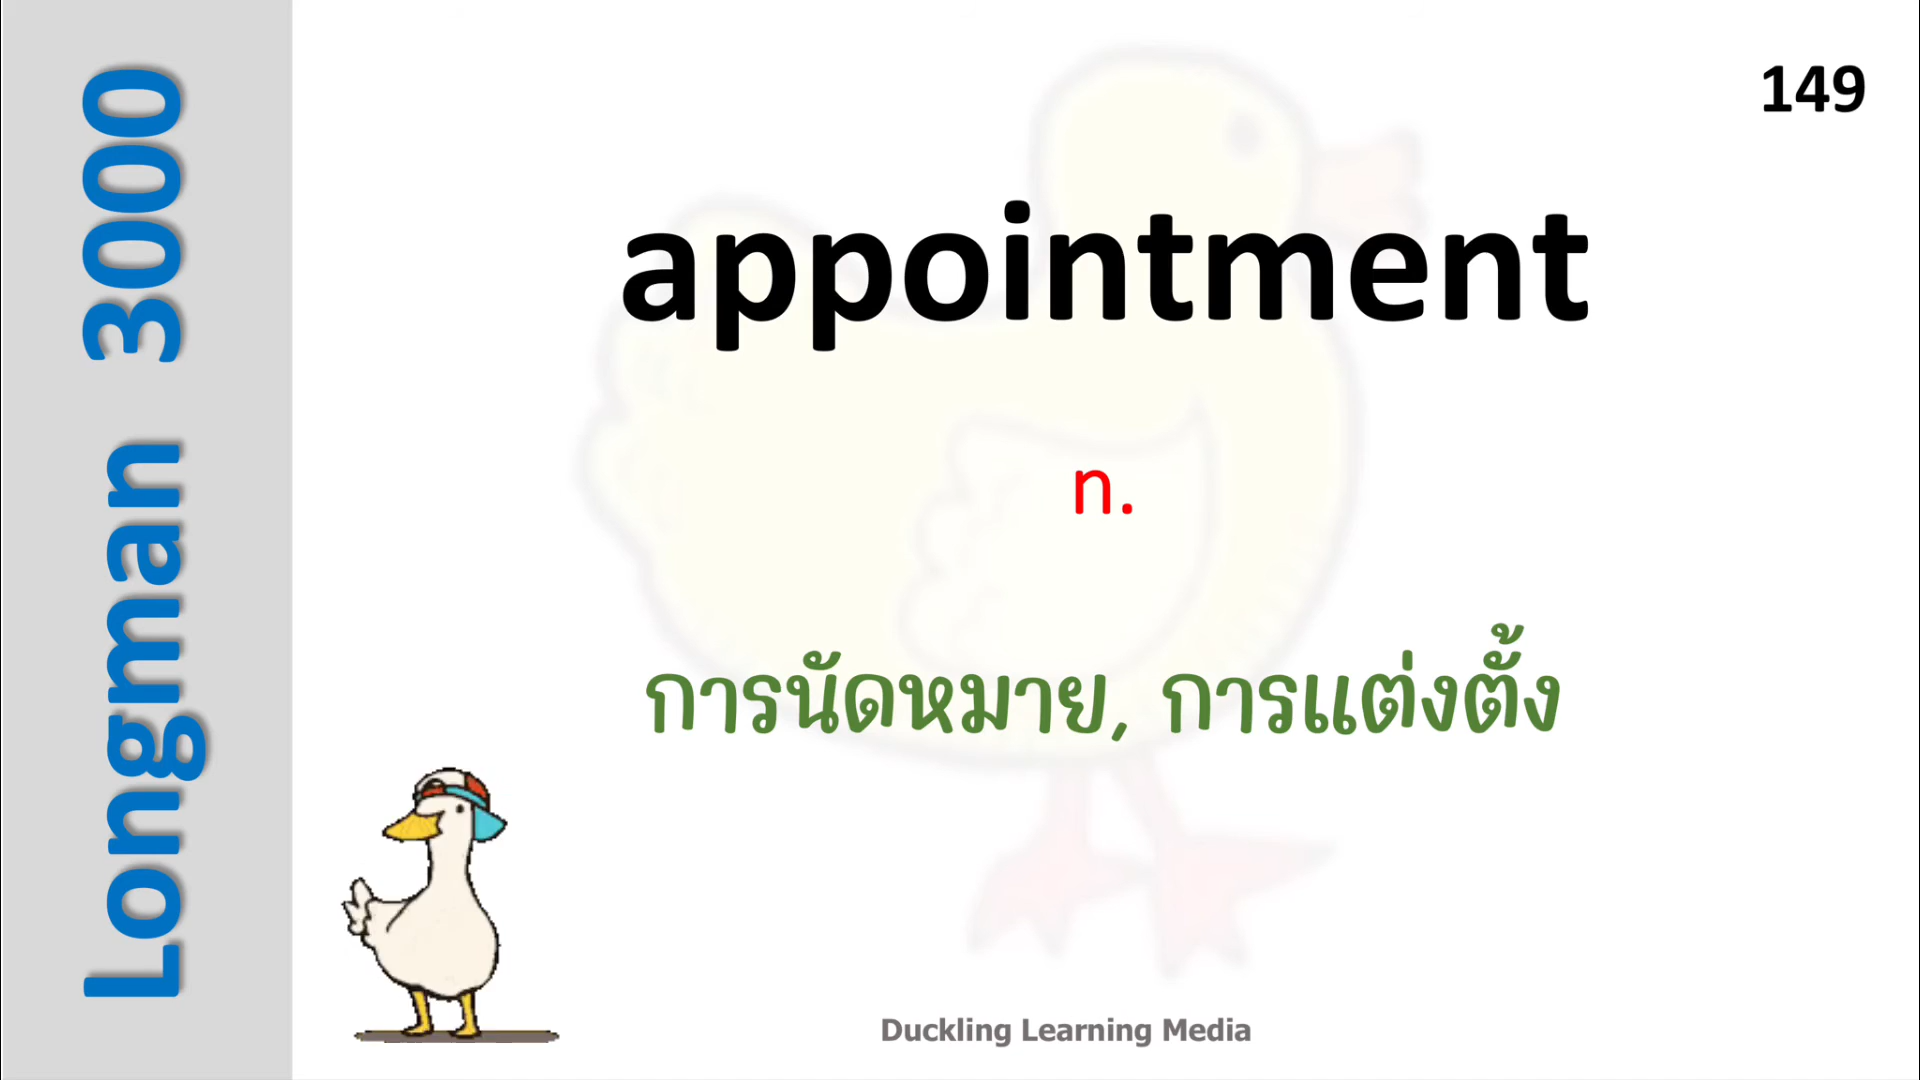 Longman 3000
149
appointment
n.
การนัดหมาย, การแต่งตั้ง
Duckling Learning Media